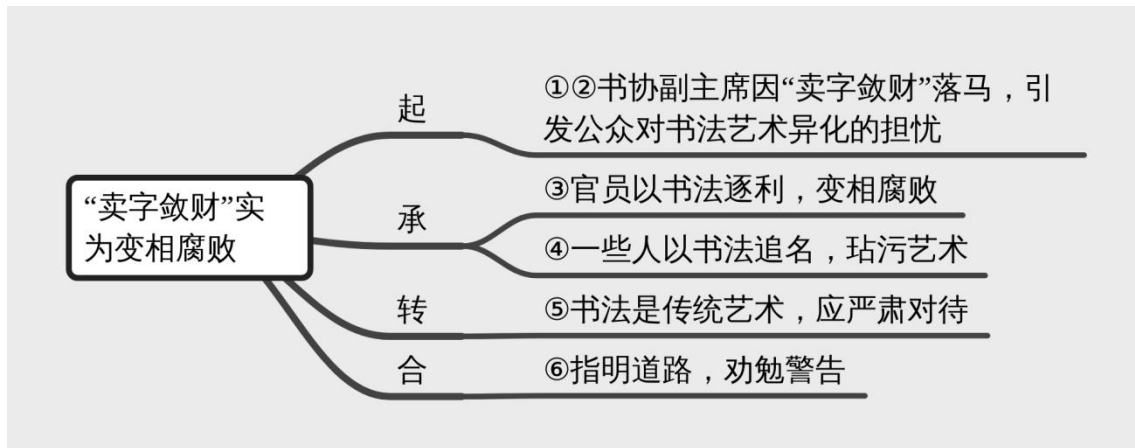 “卖字敛财”实
为变相腐败
起
①②书协副主席因“卖字敛财”落马，引
发公众对书法艺术异化的担忧
承
③官员以书法逐利，变相腐败
④一些人以书法追名，玷污艺术
转
⑤书法是传统艺术，应严肃对待
合
⑥指明道路，劝勉警告